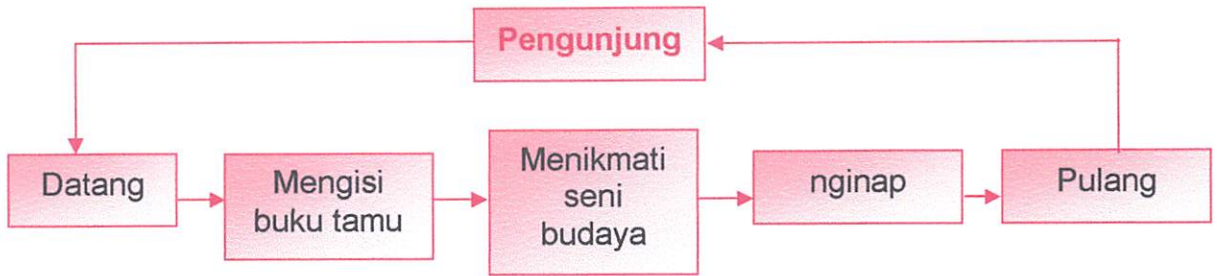 Pengunjung
Datang
Mengisi
buku tamu
Menikmati
seni
budaya
nginap
Pulang